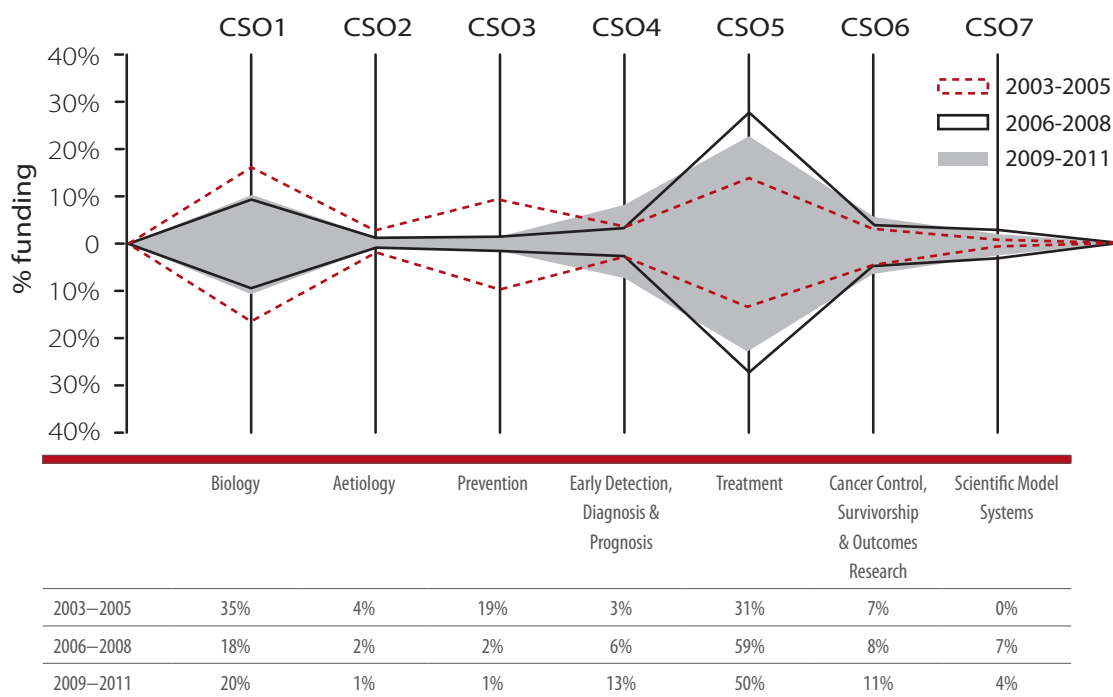 CSO1 CSO2 CSO3 CSO4 CSO5 CSO6 CSO7
40%
30%
20%
10%
0
10%
20%
30%
40%
% funding
2003-2005
2006-2008
2009-2011
Biology Aetiology Prevention Early Detection, Treatment Cancer Control, Scientific Model
Diagnosis & Survivorship Systems
Prognosis & Outcomes
Research
2003–2005 35% 4% 19% 3% 31% 7% 0%
2006–2008 18% 2% 2% 6% 59% 8% 7%
2009–2011 20% 1% 1% 13% 50% 11% 4%